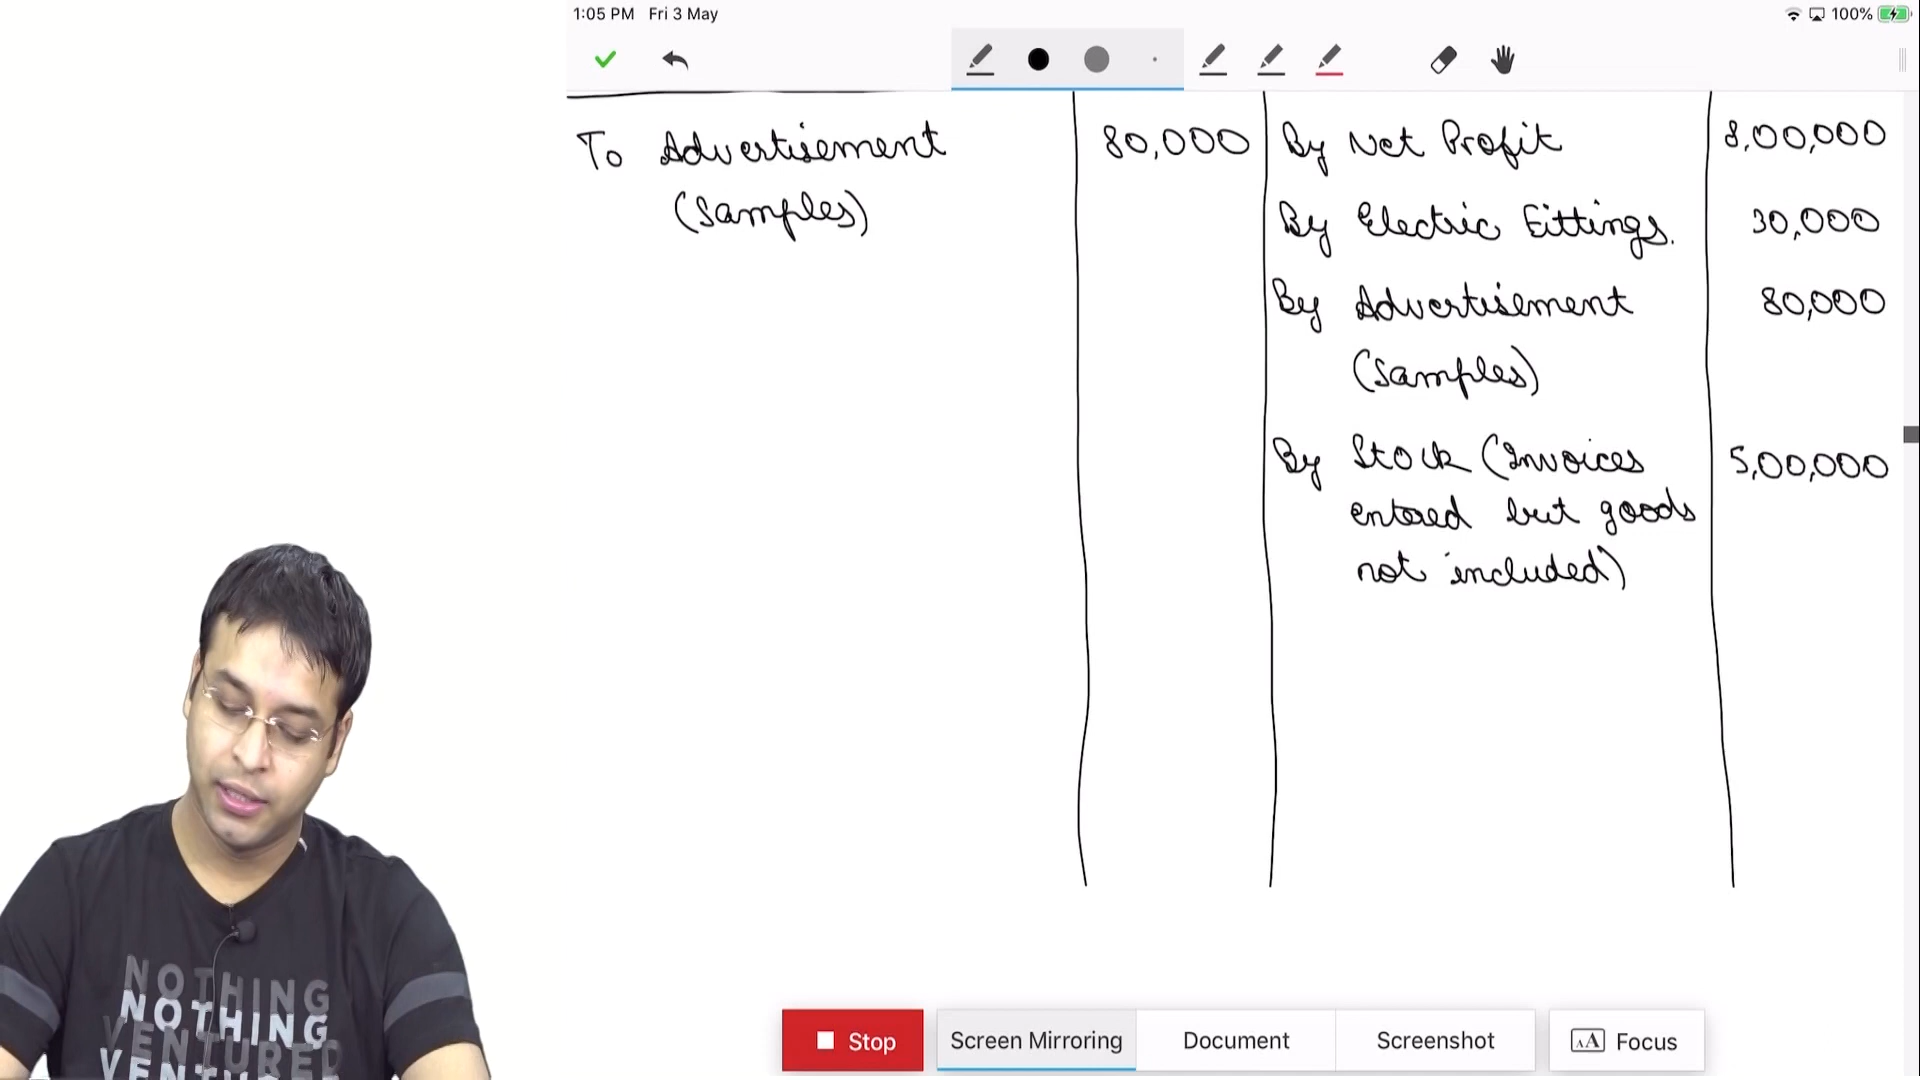 1:05 PM Fri 3 May
100%
To Advertisement 80,000
(Samples)
By Net Profit 8,00,000
By Electric Fittings. 30,000
By Advertisement 80,000
(Samples)
By Stock (Invoices 5,00,000
entered but goods
not included)
NOTHING
NOTHING
VENTURED
Stop
Screen Mirroring
Document
Screenshot
AA Focus